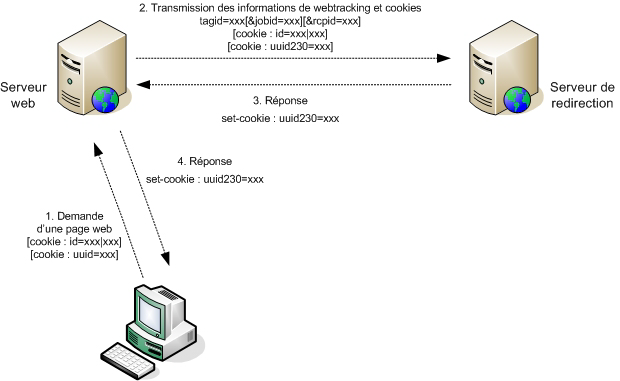 2. Transmission des informations de webtracking et cookies
tagid=xxx[&jobid=xxx][&rcpid=xxx]
[cookie : id=xxx|xxx]
[cookie : uuid230=xxx]
Serveur
web
Serveur de
redirection
3. Réponse
set-cookie : uuid230=xxx
4. Réponse
set-cookie : uuid230=xxx
1. Demande
d'une page web
[cookie : id=xxx|xxx]
[cookie : uuid=xxx]